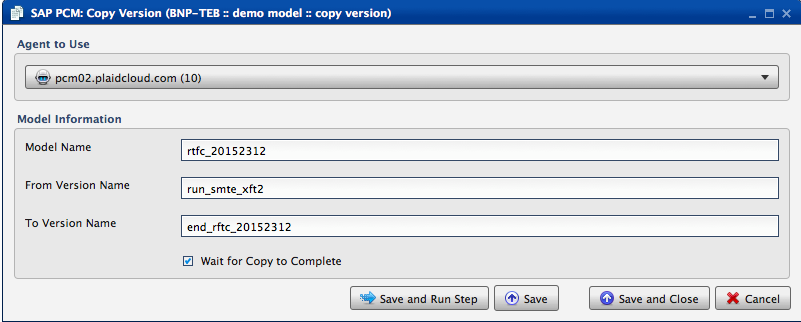 SAP PCM: Copy Version (BNP-TEB :: demo model :: copy version)
Agent to Use
pcm02.plaidcloud.com (10)
Model Information
Model Name
rtfc_20152312
From Version Name
run_smte_xft2
To Version Name
end_rftc_20152312
Wait for Copy to Complete
Save and Run Step
Save
Save and Close
Cancel